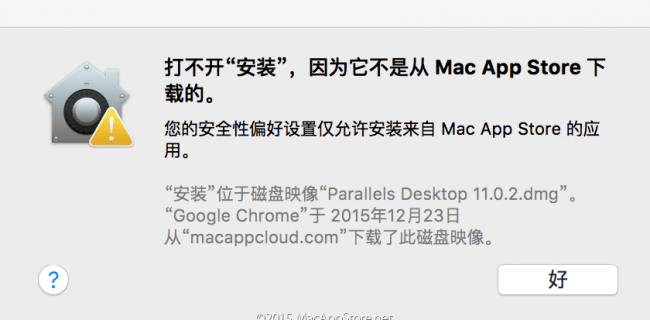 打不开“安装”，因为它不是从 Mac App Store 下
载的。
您的安全性偏好设置仅允许安装来自 Mac App Store 的应
用。
“安装”位于磁盘映像“Parallels Desktop 11.0.2.dmg”。
“Google Chrome”于 2015年12月23日
从“macappcloud.com”下载了此磁盘映像。
?
好
©2015 MacAppStore.net